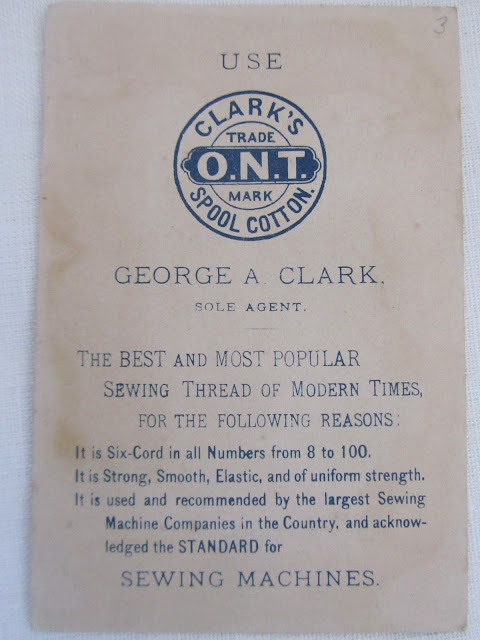 3
USE
CLARK'S
TRADE
O.N.T.
MARK
SPOOL COTTON.
GEORGE A. CLARK,
SOLE AGENT.
THE BEST AND MOST POPULAR
SEWING THREAD OF MODERN TIMES,
FOR THE FOLLOWING REASONS:
It is Six-Cord in all Numbers from 8 to 100.
It is Strong, Smooth, Elastic, and of uniform strength.
It is used and recommended by the largest Sewing
Machine Companies in the Country, and acknow-
ledged the STANDARD for
SEWING MACHINES.